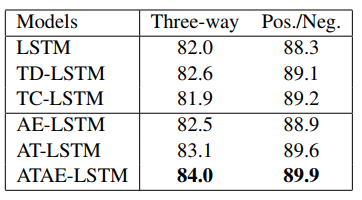 Models Three-way Pos./Neg.
LSTM 82.0 88.3
TD-LSTM 82.6 89.1
TC-LSTM 81.9 89.2
AE-LSTM 82.5 88.9
AT-LSTM 83.1 89.6
ATAE-LSTM 84.0 89.9